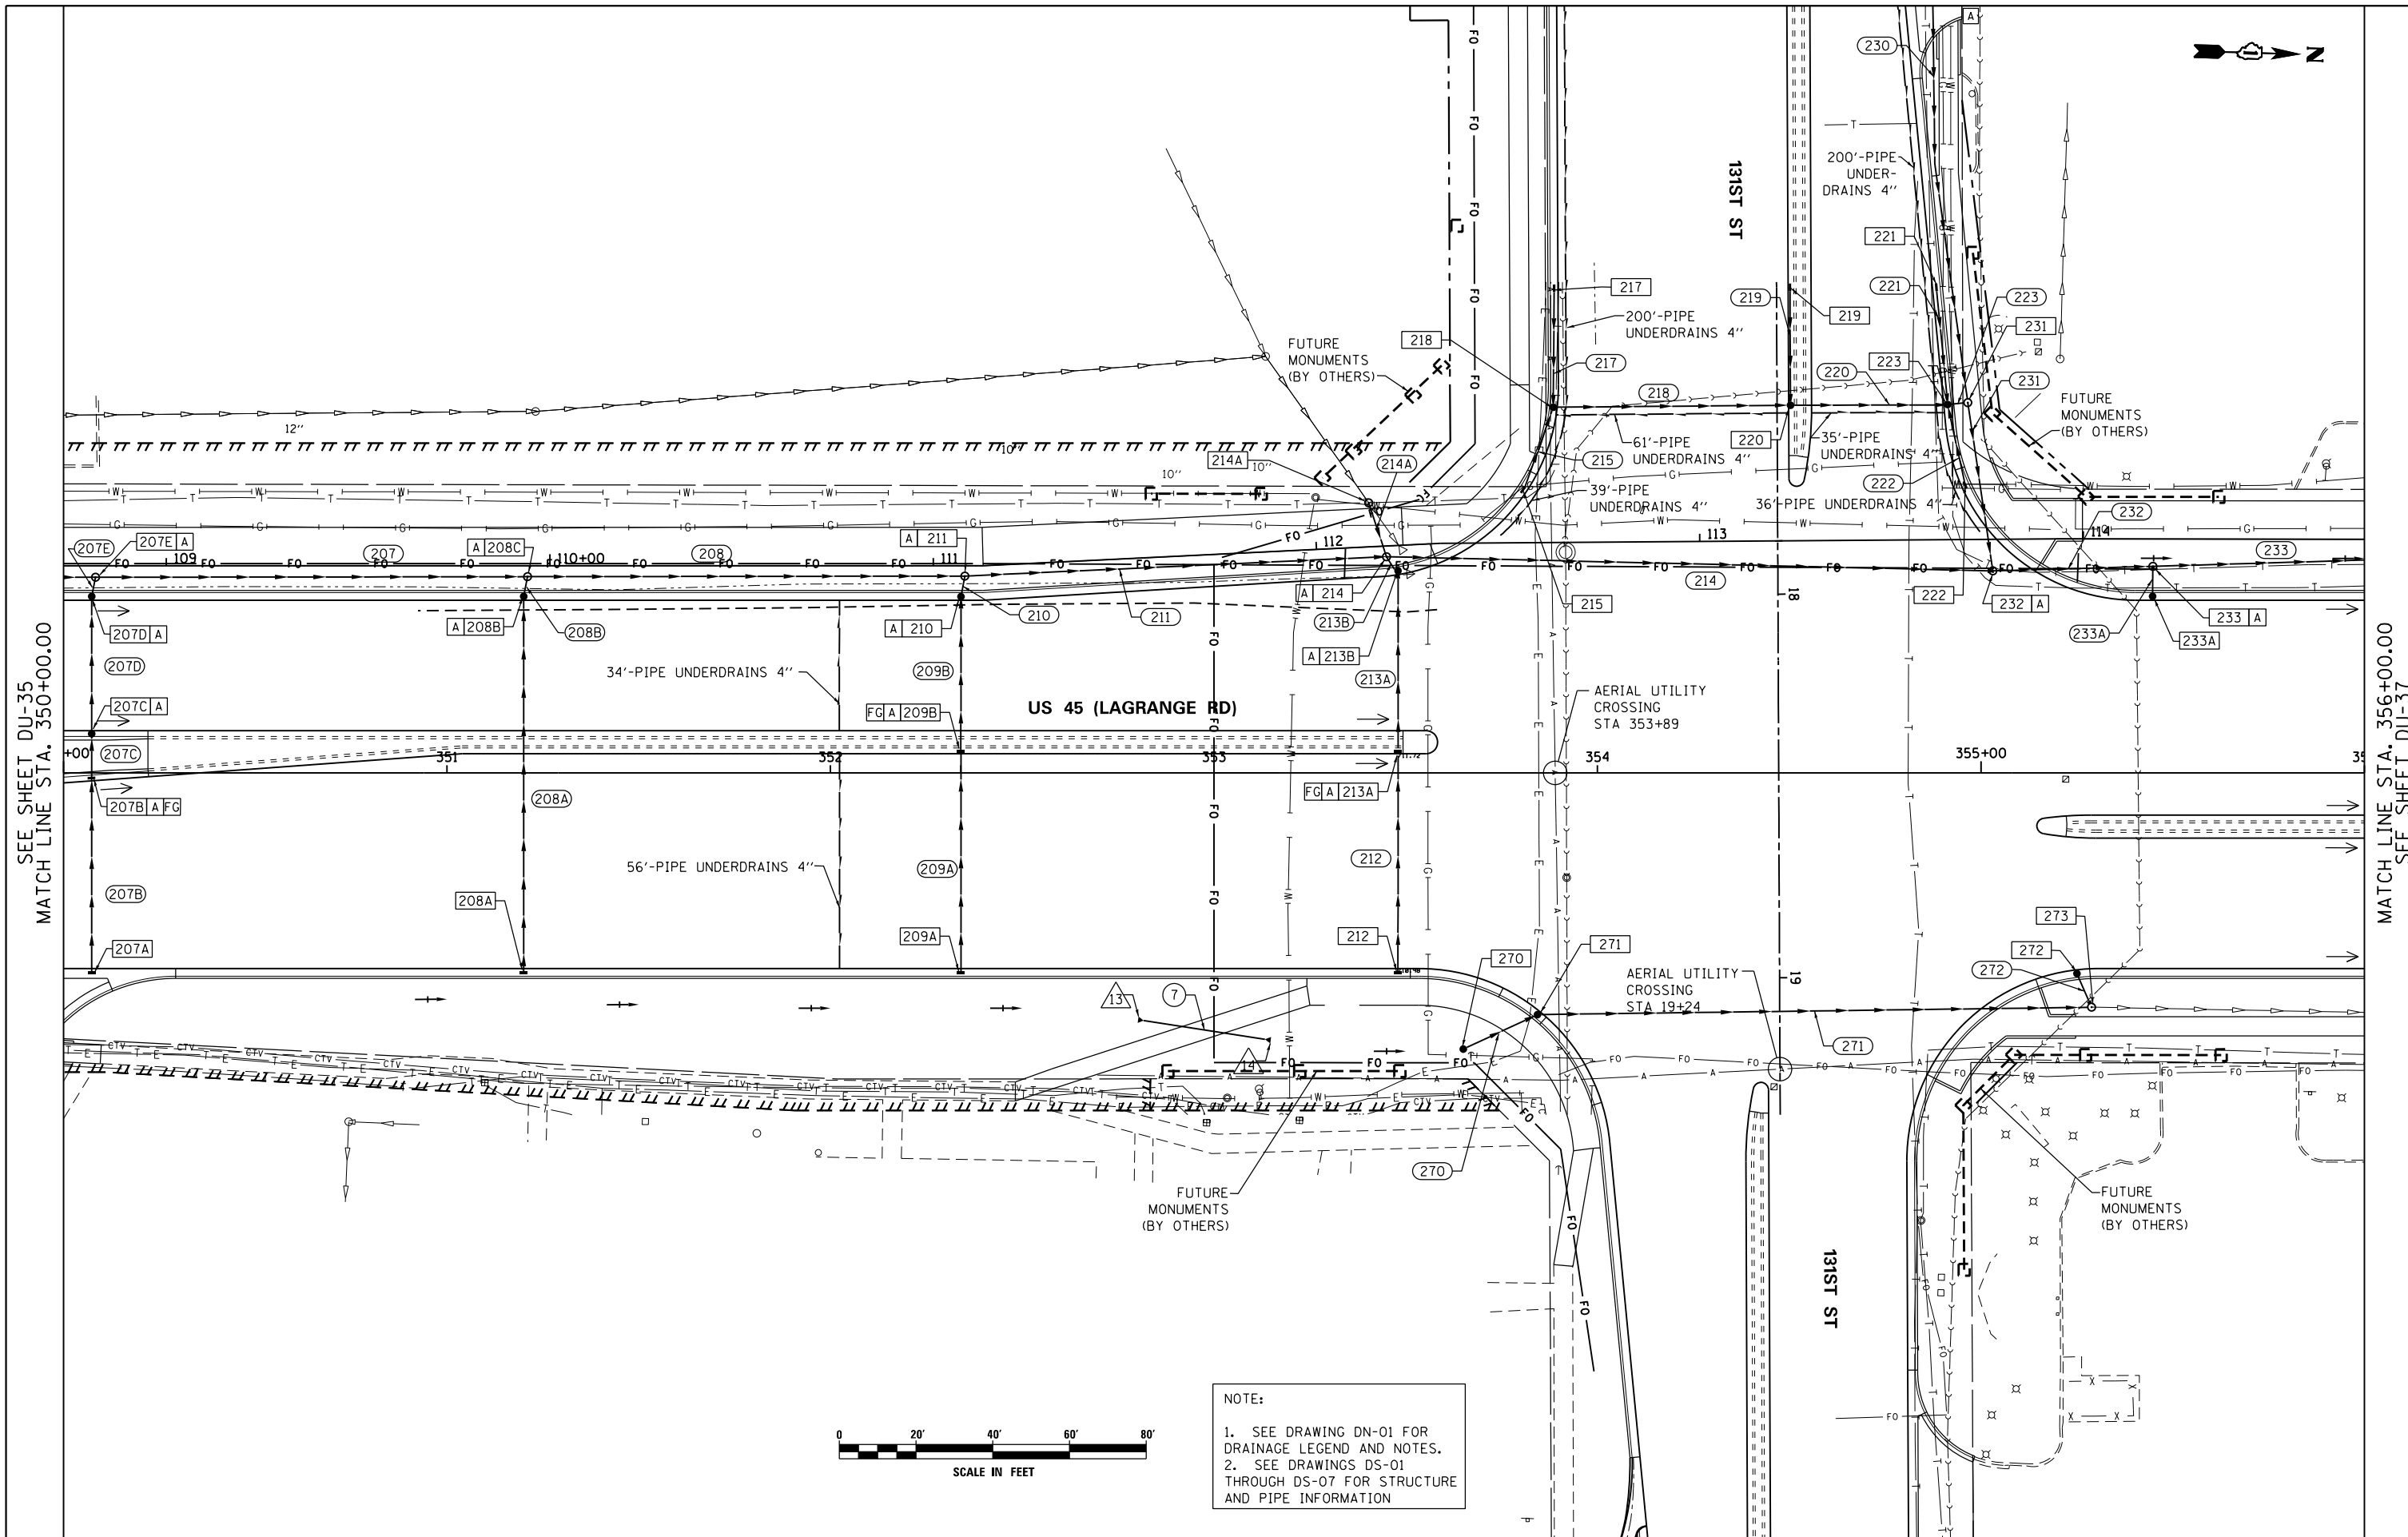 A
230
N
200'-PIPE
UNDER-
DRAINS 4''
131ST ST
221
217
219
221
223
200'-PIPE
UNDERDRAINS 4''
219
231
218
FUTURE
MONUMENTS
(BY OTHERS)
217
223
220
231
218
FUTURE
MONUMENTS
(BY OTHERS)
12''
10''
61'-PIPE
UNDERDRAINS 4''
220
35'-PIPE
UNDERDRAINS 4''
214A
10''
10''
214A
215
222
39'-PIPE
UNDERDRAINS 4''
36'-PIPE UNDERDRAINS 4''
232
207E
207E A
109
207
A 208C
110+00
208
A 211
111
112
113
114
233
214
18
207D A
A 208B
208B
A 210
210
211
A 214
213B
215
222
232 A
233 A
233A
233A
207D
34'-PIPE UNDERDRAINS 4''
209B
A 213B
213A
207C A
FG A 209B
US 45 (LAGRANGE RD)
AERIAL UTILITY
CROSSING
STA 353+89
+00
207C
351
352
353
354
355+00
207B A FG
208A
FG A 213A
SEE SHEET DU-35
MATCH LINE STA. 350+00.00
MATCH LINE STA. 356+00.00
SEE SHEET DU-37
207B
56'-PIPE UNDERDRAINS 4''
209A
212
208A
273
207A
209A
212
270
271
272
272
AERIAL UTILITY
CROSSING
STA 19+24
19
13
7
14
271
270
FUTURE
MONUMENTS
(BY OTHERS)
FUTURE
MONUMENTS
(BY OTHERS)
131ST ST
0 20' 40' 60' 80'
SCALE IN FEET
NOTE:
1. SEE DRAWING DN-01 FOR
DRAINAGE LEGEND AND NOTES.
2. SEE DRAWINGS DS-01
THROUGH DS-07 FOR STRUCTURE
AND PIPE INFORMATION